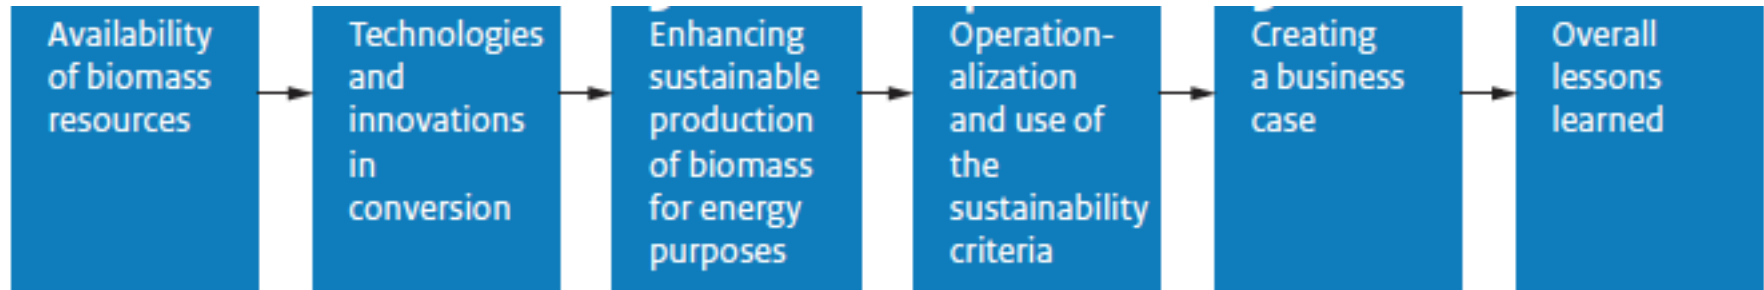 Availability
of biomass
resources
Technologies
and
innovations
in
conversion
Enhancing
sustainable
production
of biomass
for energy
purposes
Operation-
alization
and use of
the
sustainability
criteria
Creating
a business
case
Overall
lessons
learned